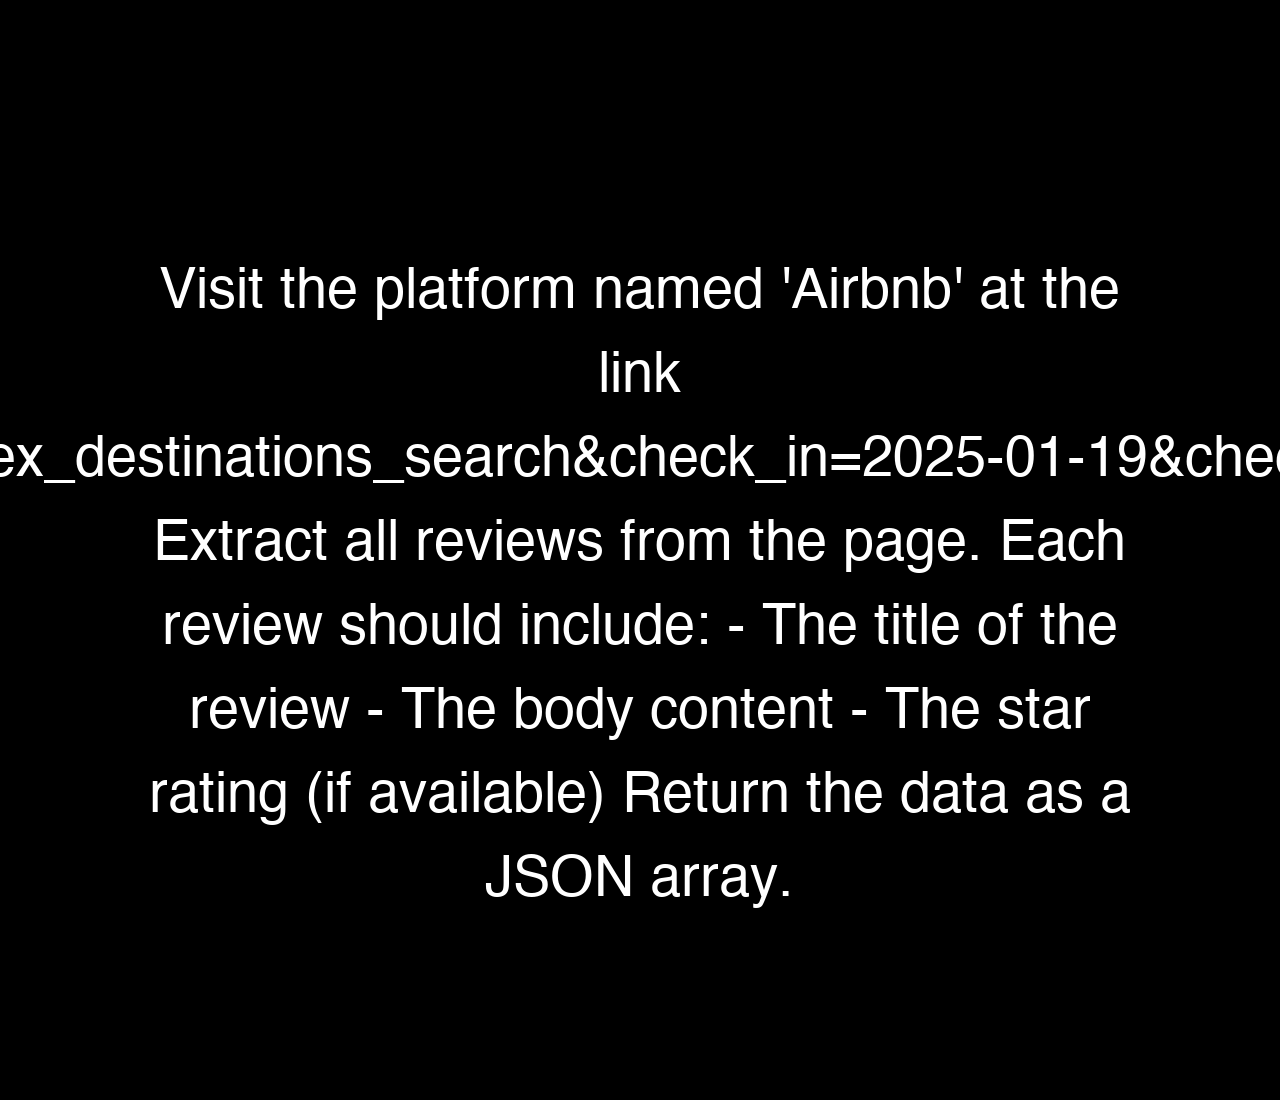 Visit the platform named 'Airbnb' at the
link
ex_destinations_search&check_in=2025-01-19&chec
Extract all reviews from the page. Each
review should include: - The title of the
review - The body content - The star
rating (if available) Return the data as a
JSON array.